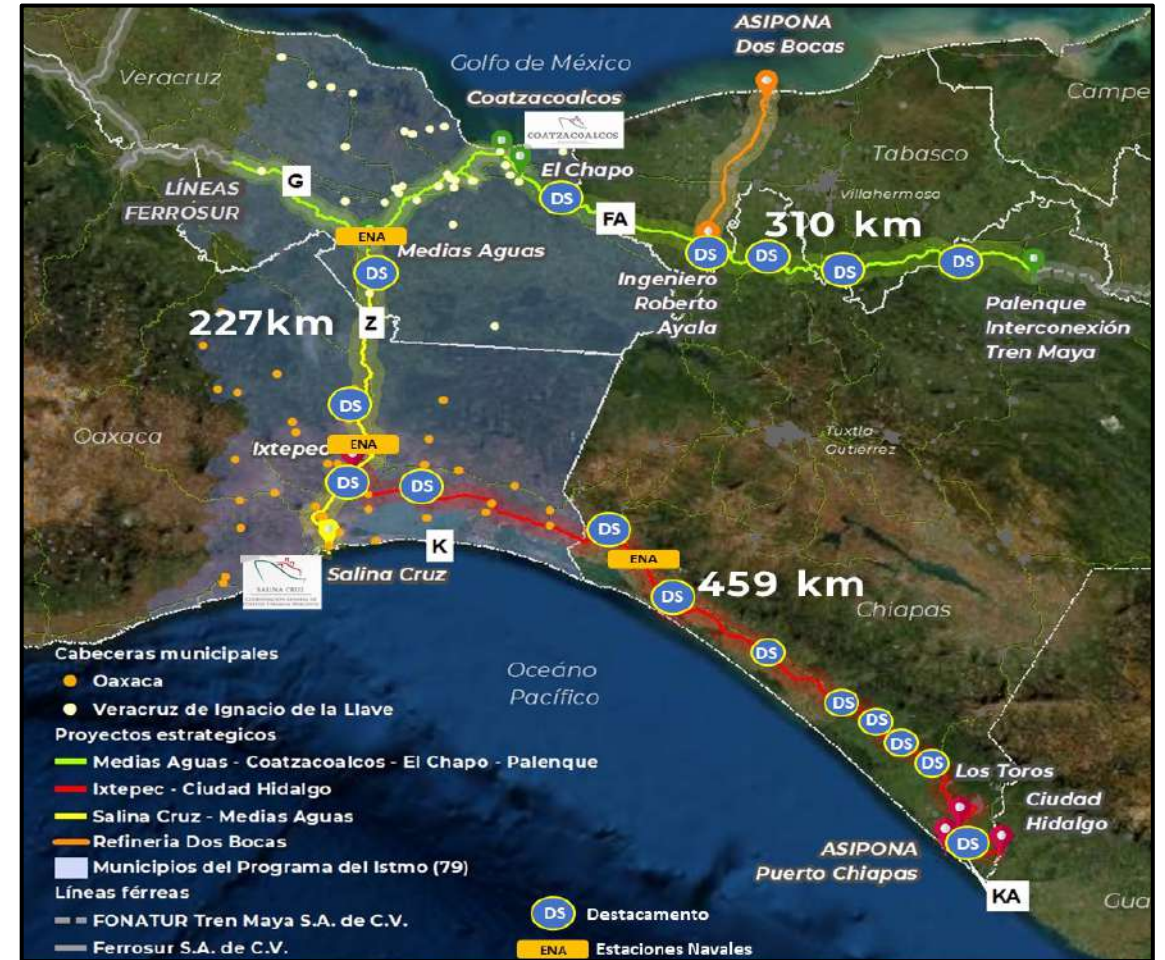 ASIPONA
Dos Bocas
Veracruz
Golfo de México
Campe
Coatzacoalcos
COATZACOALCOS
Tabasco
El Chapo
LÍNEAS
FERROSUR
G
DS
Villahermosa
FA
310 km
ENA
Medias Aguas
DS
DS
DS
DS
DS
Ingeniero
Roberto
Ayala
Palenque
Interconexión
Tren Maya
227km
Z
DS
Oaxaca
Ixtepec
ENA
Tuxtla
Gutiérrez
DS
DS
DS
K
ENA
SALINA CRUZ
Salina Cruz
DS
459 km
Chiapas
DS
Oceáno
Pacífico
DS
DS
DS
DS
Los Toros
Ciudad
Hidalgo
DS
ASIPONA
Puerto Chiapas
KA
Gua
Cabeceras municipales
Oaxaca
Veracruz de Ignacio de la Llave
Proyectos estrategicos
Medias Aguas - Coatzacoalcos - El Chapo - Palenque
Ixtepec - Ciudad Hidalgo
Salina Cruz - Medias Aguas
Refineria Dos Bocas
Municipios del Programa del Istmo (79)
Líneas férreas
FONATUR Tren Maya S.A. de C.V.
Ferrosur S.A. de C.V.
DS Destacamento
ENA Estaciones Navales